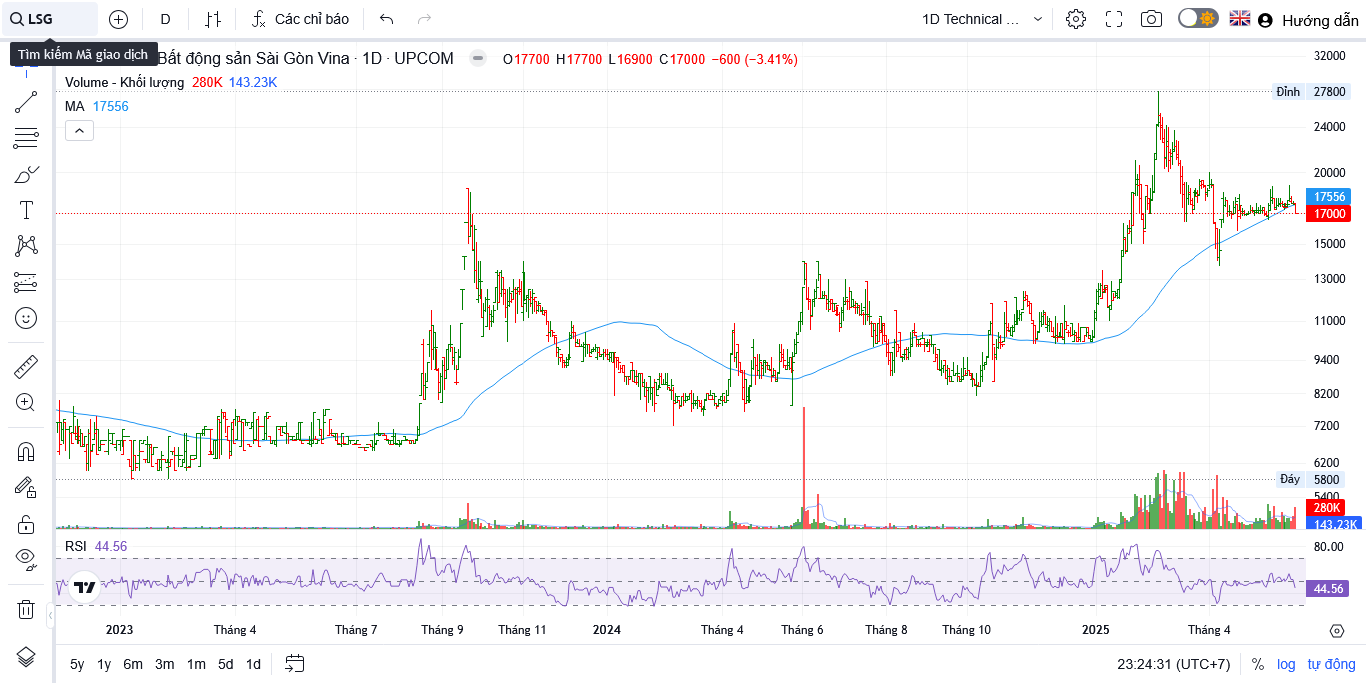 LSG D Các chỉ báo 1D Technical ... Hướng dẫn
Tìm kiếm Mã giao dịch
Bất động sản Sài Gòn Vina · 1D · UPCOM O17700 H17700 L16900 C17000 −600 (−3.41%)
Volume - Khối lượng 280K 143.23K
MA 17556
32000
Đỉnh 27800
24000
20000
17556
17000
15000
13000
11000
9400
8200
7200
6200
Đáy 5800
5400
280K
143.23K
RSI 44.56
80.00
44.56
2023 Tháng 4 Tháng 7 Tháng 9 Tháng 11 2024 Tháng 4 Tháng 6 Tháng 8 Tháng 10 2025 Tháng 4
5y 1y 6m 3m 1m 5d 1d 23:24:31 (UTC+7) % log tự động